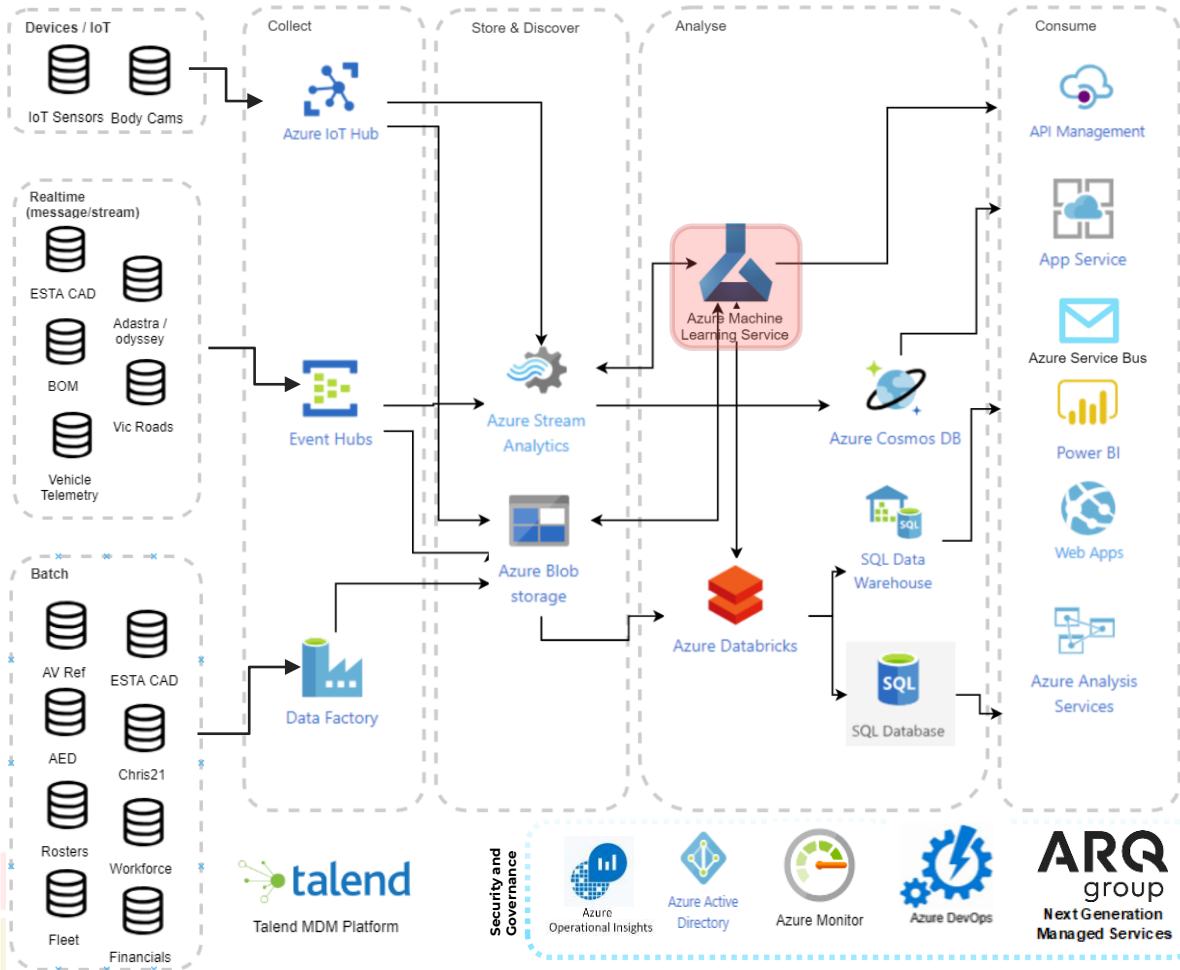 Devices / IoT
IoT Sensors
Body Cams
Realtime
(message/stream)
ESTA CAD
Adastra /
odyssey
BOM
Vic Roads
Vehicle
Telemetry
Batch
AV Ref
ESTA CAD
AED
Chris21
Rosters
Workforce
Fleet
Financials
Collect
Azure IoT Hub
Event Hubs
Data Factory
Store & Discover
Azure Stream
Analytics
Azure Blob
storage
Analyse
Azure Machine
Learning Service
Azure Cosmos DB
SQL
SQL Data
Warehouse
Azure Databricks
SQL
SQL Database
Consume
API Management
App Service
Azure Service Bus
Power BI
Web Apps
Azure Analysis
Services
talend
Talend MDM Platform
Security and
Governance
Azure
Operational Insights
Azure Active
Directory
Azure Monitor
Azure DevOps
ARQ
group
Next Generation
Managed Services